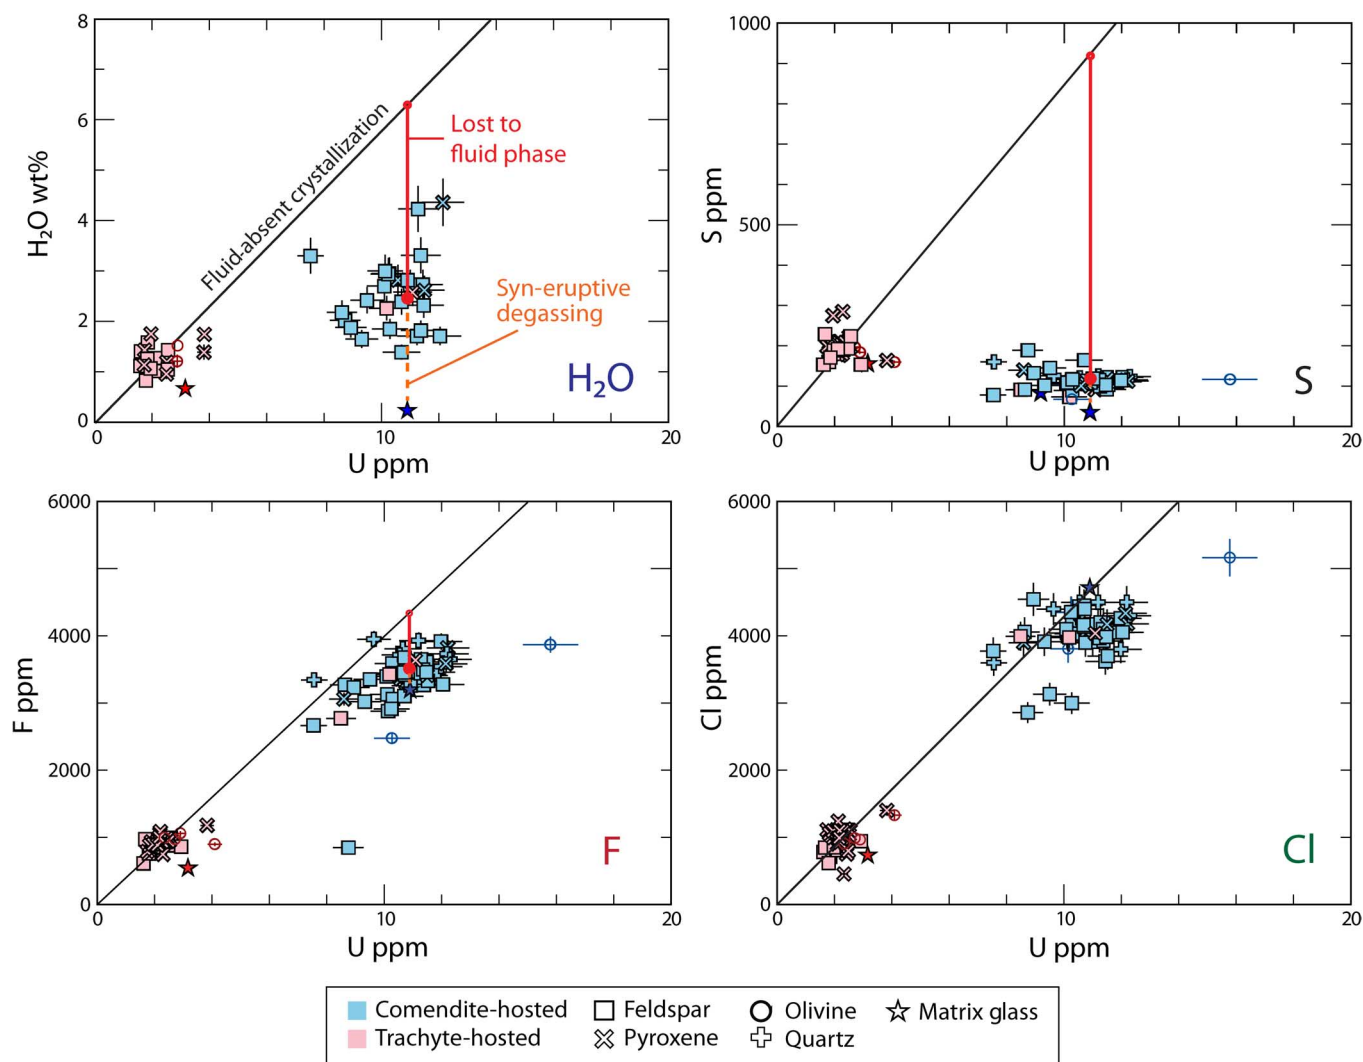 8
6
4
2
0
H₂O wt%
Fluid-absent crystallization
Lost to
fluid phase
Syn-eruptive
degassing
H₂O
0
10
20
U ppm
1000
500
0
S ppm
S
0
10
20
U ppm
6000
4000
2000
0
F ppm
F
0
10
20
U ppm
6000
4000
2000
0
Cl ppm
Cl
0
10
20
U ppm
Comendite-hosted
Feldspar
Olivine
Matrix glass
Trachyte-hosted
Pyroxene
Quartz